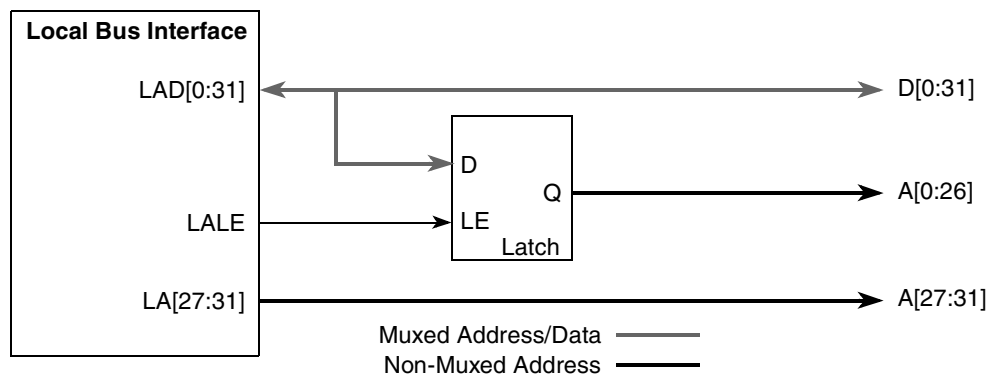 Local Bus Interface
LAD[0:31]
D[0:31]
D
Q
A[0:26]
LALE
LE
Latch
LA[27:31]
A[27:31]
Muxed Address/Data
Non-Muxed Address